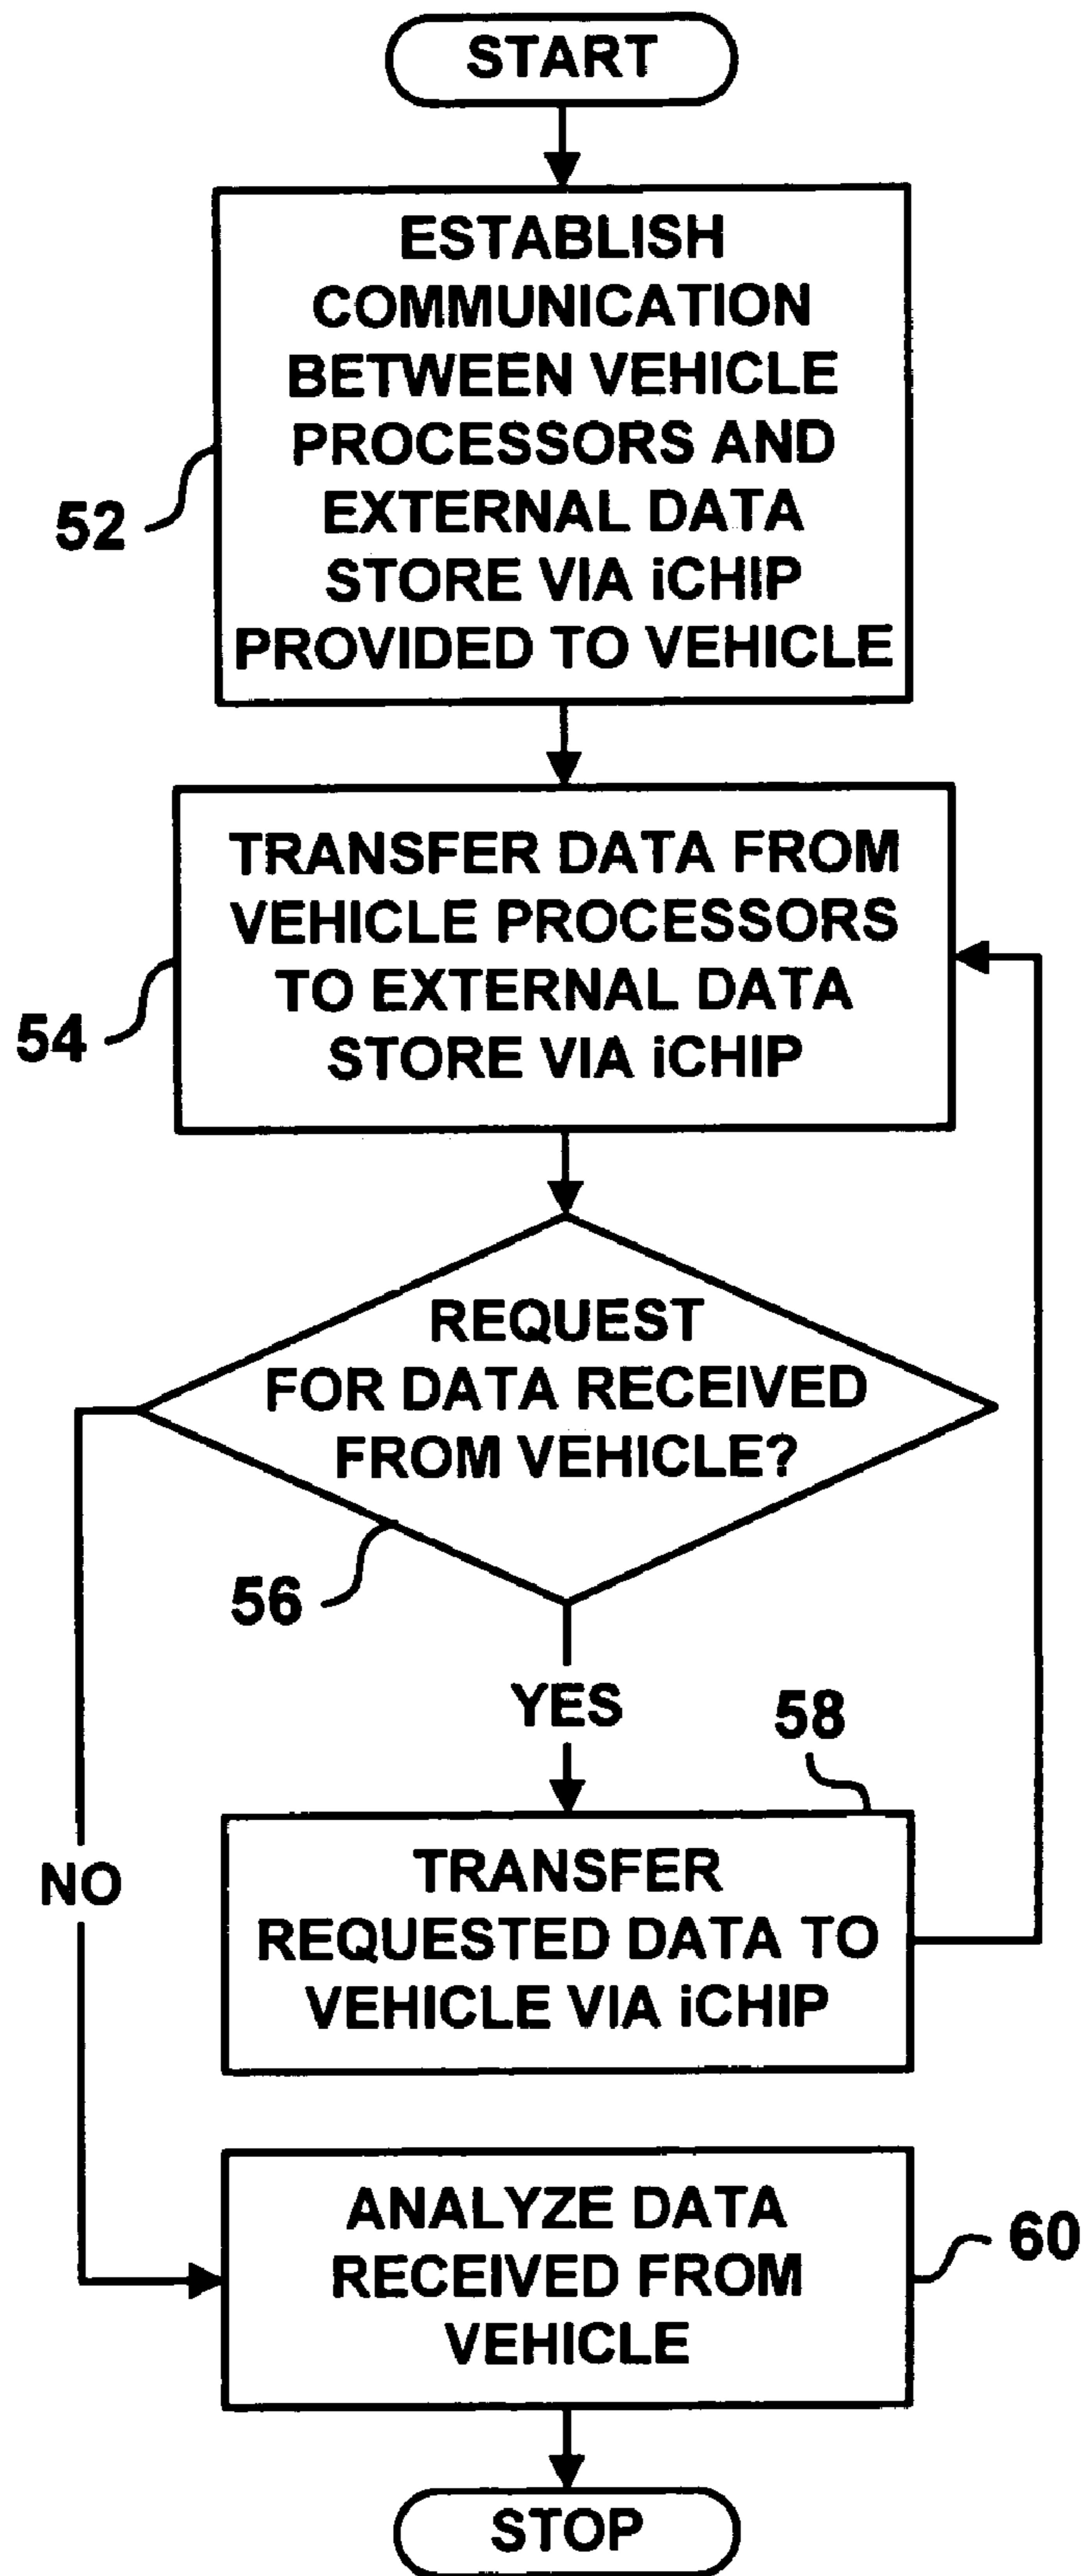 START
ESTABLISH
COMMUNICATION
BETWEEN VEHICLE
PROCESSORS AND
EXTERNAL DATA
STORE VIA iCHIP
PROVIDED TO VEHICLE
52
TRANSFER DATA FROM
VEHICLE PROCESSORS
TO EXTERNAL DATA
STORE VIA iCHIP
54
REQUEST
FOR DATA RECEIVED
FROM VEHICLE?
56
YES
58
NO
TRANSFER
REQUESTED DATA TO
VEHICLE VIA iCHIP
ANALYZE DATA
RECEIVED FROM
VEHICLE
60
STOP